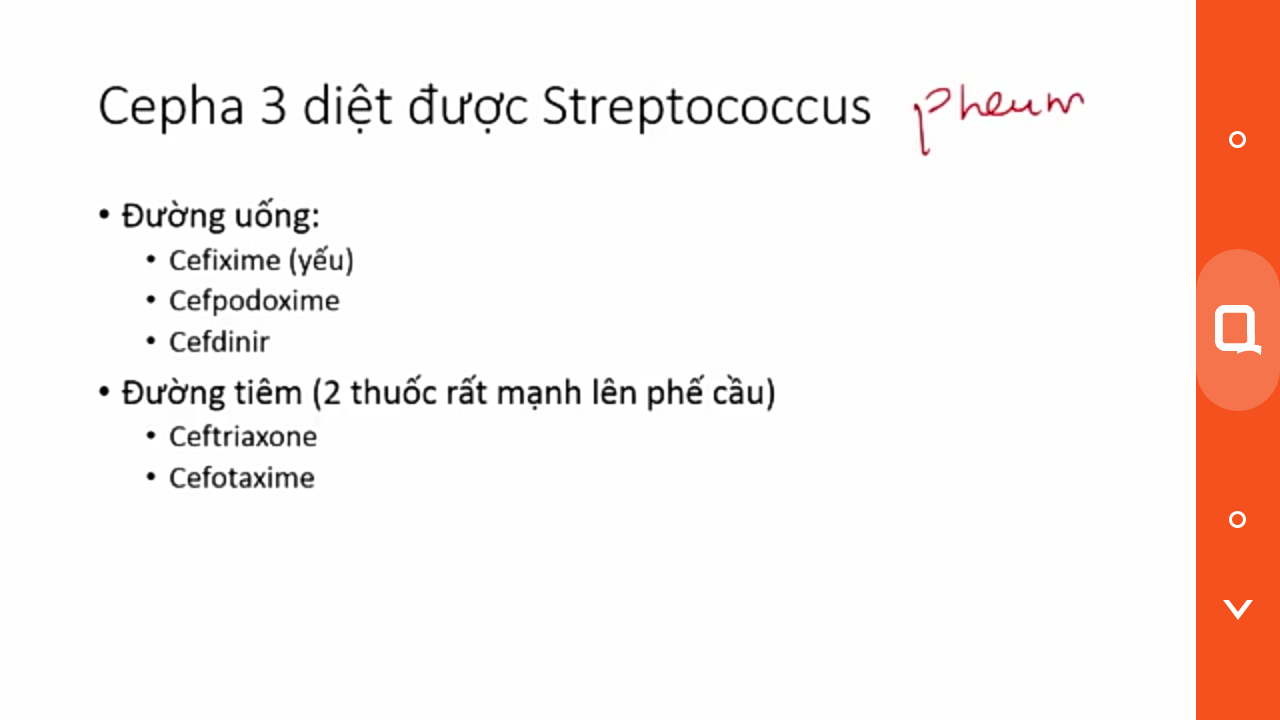 Cepha 3 diệt được Streptococcus pneum
• Đường uống:
• Cefixime (yếu)
• Cefpodoxime
• Cefdinir
• Đường tiêm (2 thuốc rất mạnh lên phế cầu)
• Ceftriaxone
• Cefotaxime